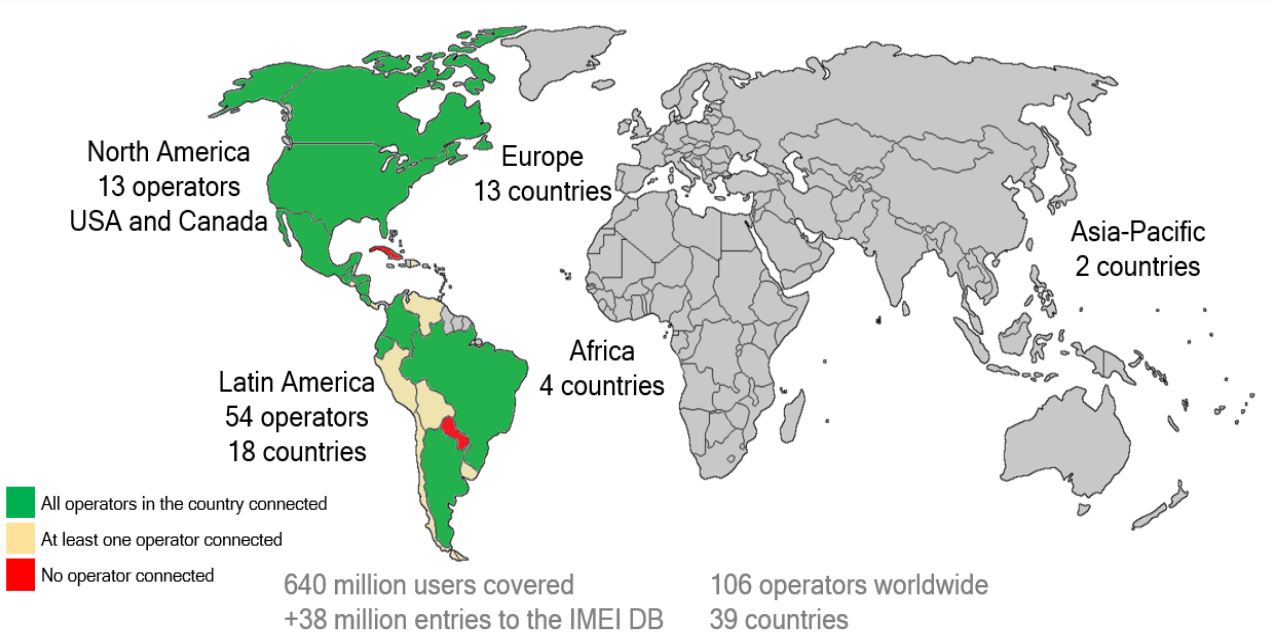 North America
13 operators
USA and Canada
Europe
13 countries
Asia-Pacific
2 countries
Africa
4 countries
Latin America
54 operators
18 countries
All operators in the country connected
At least one operator connected
No operator connected
640 million users covered
+38 million entries to the IMEI DB
106 operators worldwide
39 countries